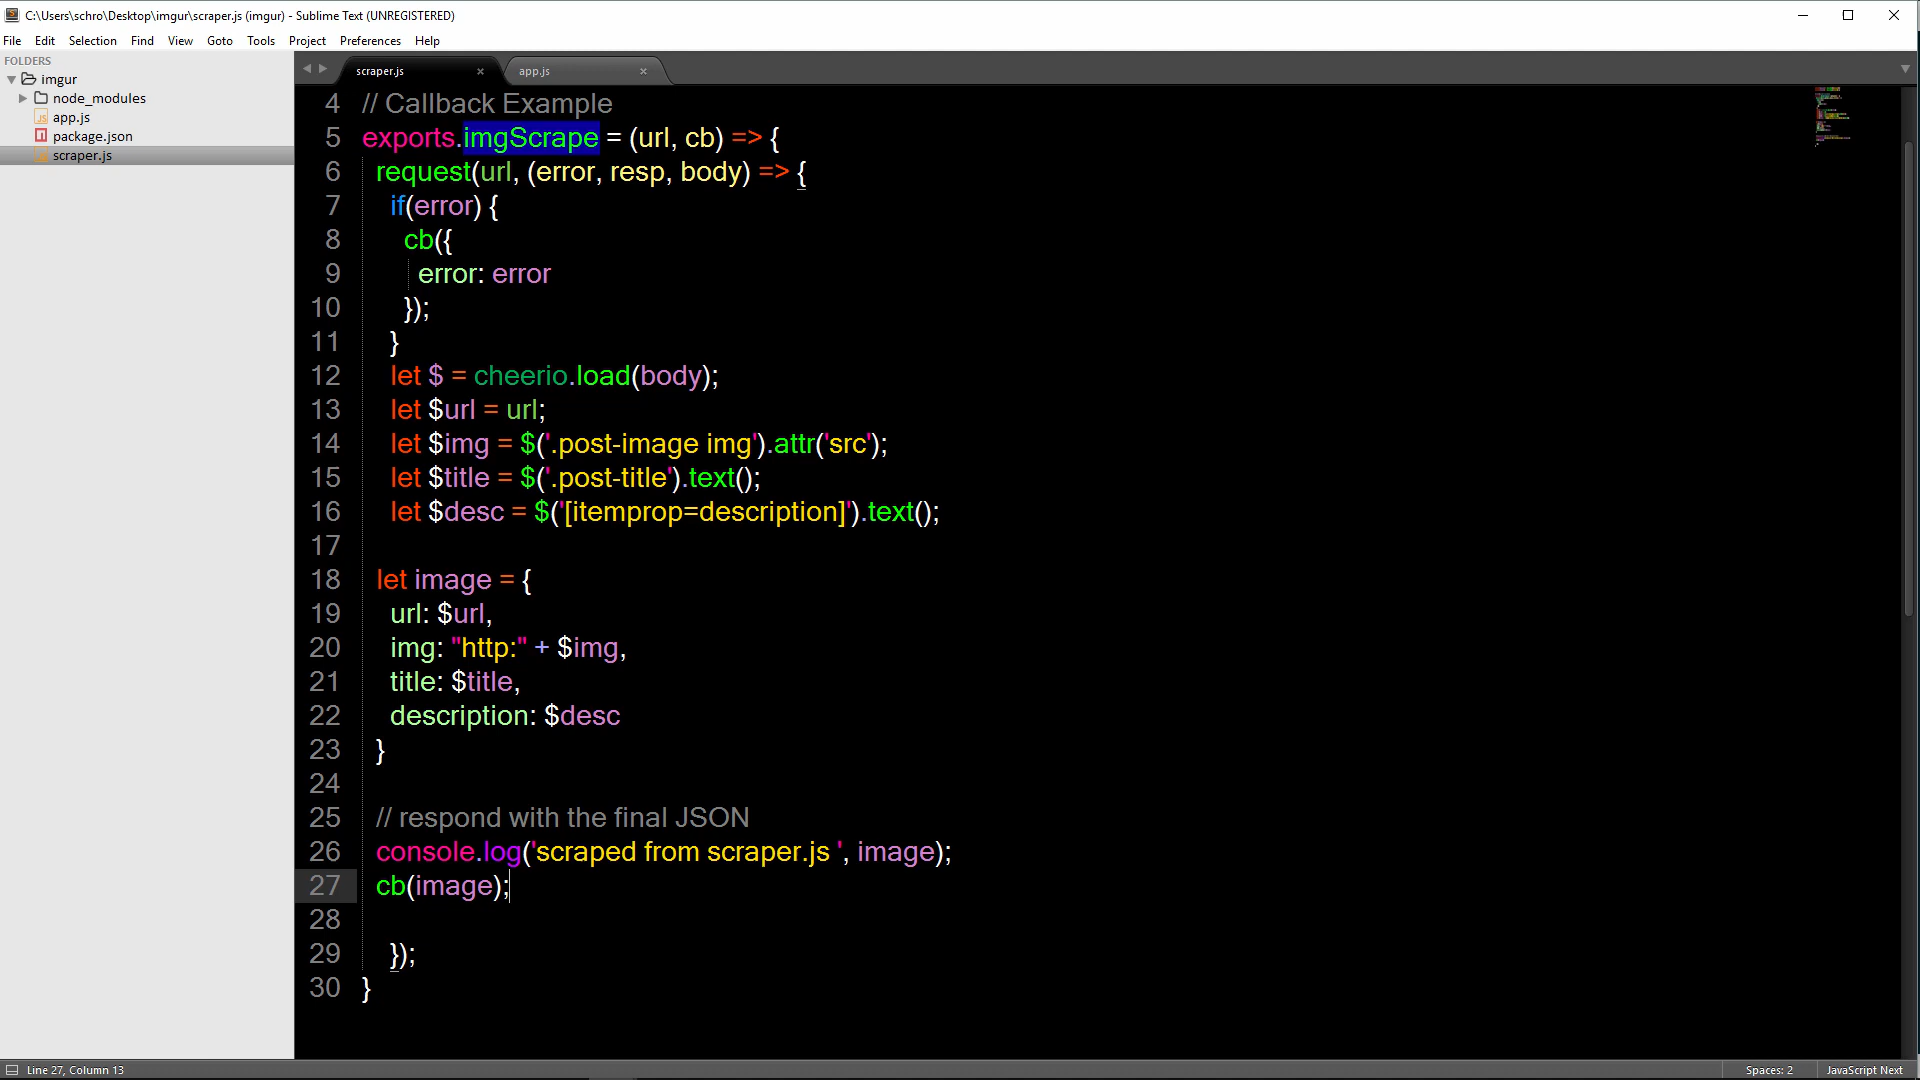 C:\Users\schro\Desktop\imgur\scraper.js (imgur) - Sublime Text (UNREGISTERED)
File Edit Selection Find View Goto Tools Project Preferences Help
FOLDERS
imgur
node_modules
app.js
package.json
scraper.js
scraper.js app.js
4 // Callback Example
5 exports.imgScrape = (url, cb) => {
6 request(url, (error, resp, body) => {
7 if(error) {
8 cb({
9 error: error
10 });
11 }
12 let $ = cheerio.load(body);
13 let $url = url;
14 let $img = $('.post-image img').attr('src');
15 let $title = $('.post-title').text();
16 let $desc = $('[itemprop=description]').text();
17
18 let image = {
19 url: $url,
20 img: "http:" + $img,
21 title: $title,
22 description: $desc
23 }
24
25 // respond with the final JSON
26 console.log('scraped from scraper.js ', image);
27 cb(image);
28
29 });
30 }
Line 27, Column 13
Spaces: 2 JavaScript Next